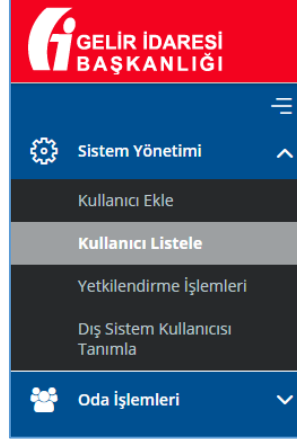 GELİR İDARESİ
BAŞKANLIĞI
Sistem Yönetimi
Kullanıcı Ekle
Kullanıcı Listele
Yetkilendirme İşlemleri
Dış Sistem Kullanıcısı
Tanımla
Oda İşlemleri